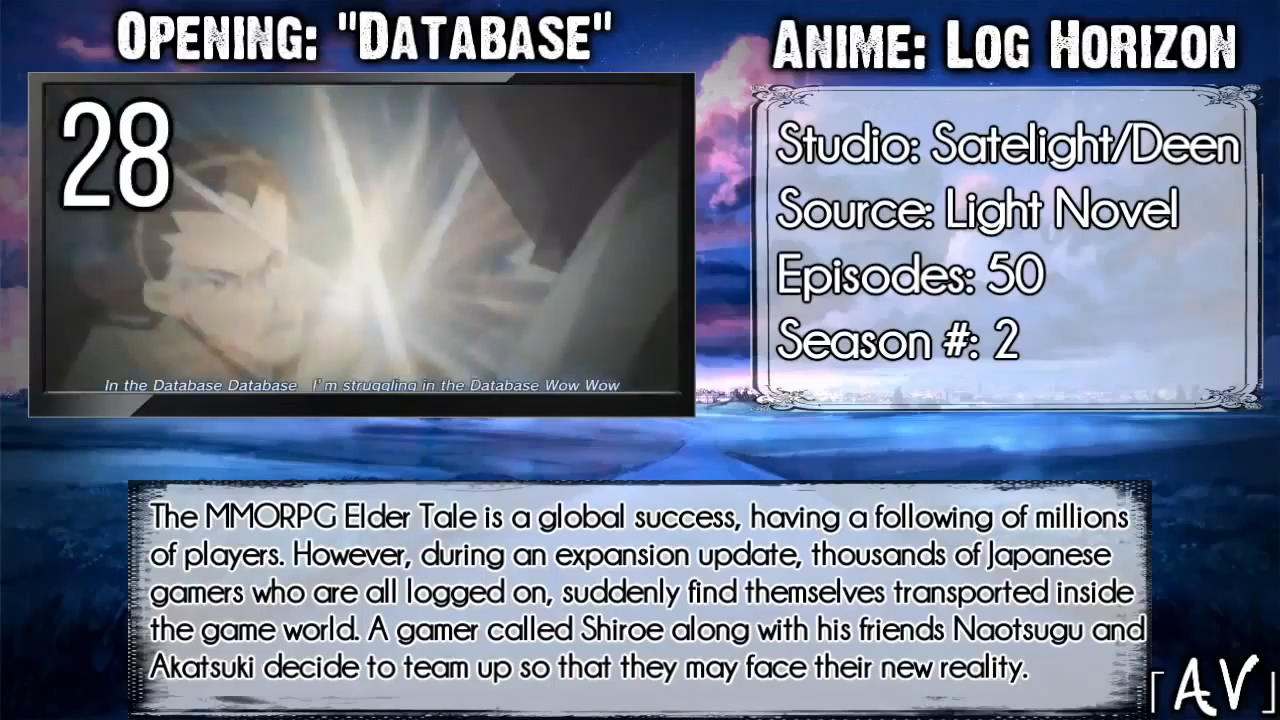 Opening: "Database"
Anime: Log Horizon
28
In the Database Database I'm struggling in the Database Wow Wow
Studio: Satelight/Deen
Source: Light Novel
Episodes: 50
Season #: 2
The MMORPG Elder Tale is a global success, having a following of millions
of players. However, during an expansion update, thousands of Japanese
gamers who are all logged on, suddenly find themselves transported inside
the game world. A gamer called Shiroe along with his friends Naotsugu and
Akatsuki decide to team up so that they may face their new reality.
「AV」